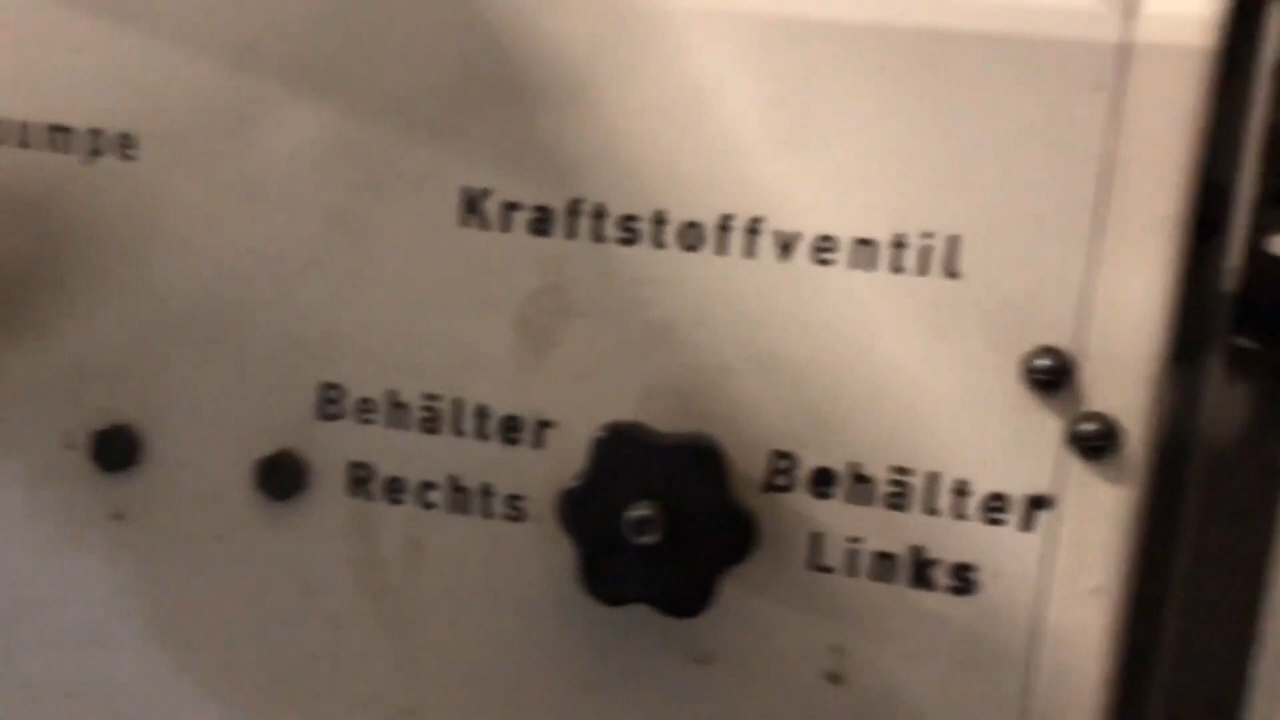 Kraftstoffventil
Behälter
Rechts
Behälter
Links